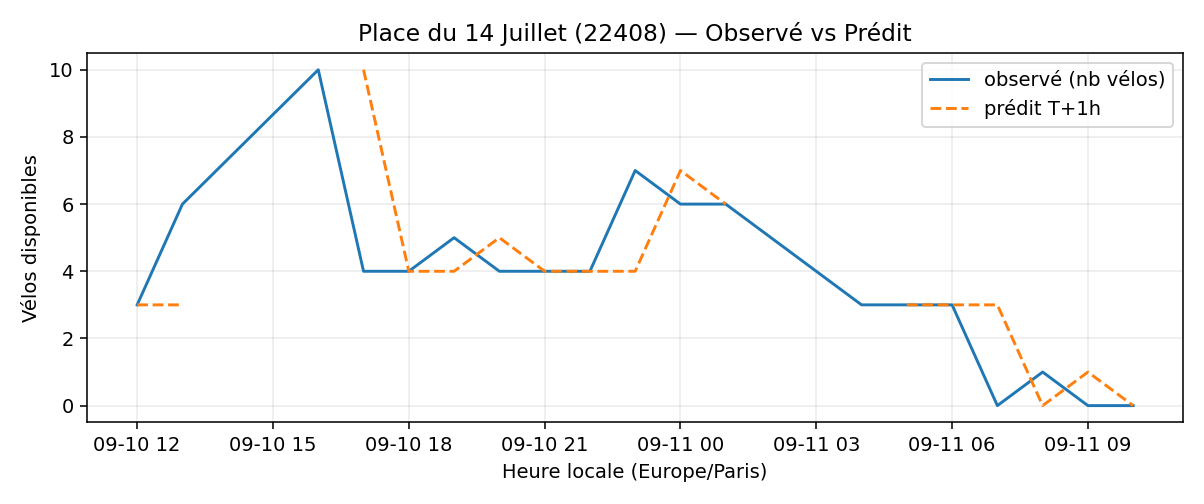 Place du 14 Juillet (22408) — Observé vs Prédit
observé (nb vélos)
prédit T+1h
Vélos disponibles
10
8
6
4
2
0
09-10 12
09-10 15
09-10 18
09-10 21
09-11 00
09-11 03
09-11 06
09-11 09
Heure locale (Europe/Paris)